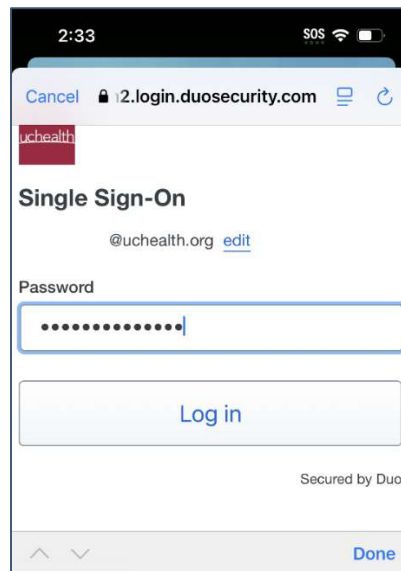 2:33 SOS
Cancel 2.login.duosecurity.com
uchealth
Single Sign-On
@uchealth.org edit
Password
••••••••••••••
Log in
Secured by Duo
Done